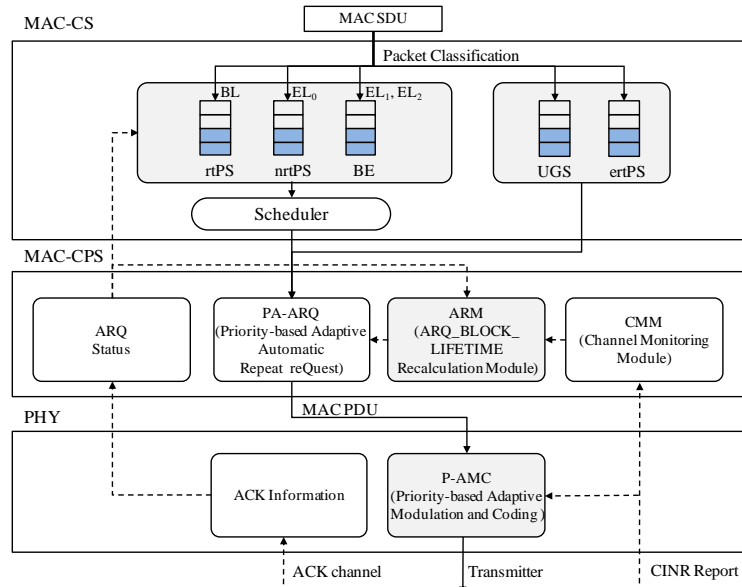 MAC SDU
MAC-CS
Packet Classification
BL
EL0
EL1, EL2
rtPS
nrtPS
BE
UGS
ertPS
Scheduler
MAC-CPS
ARQ
Status
PA-ARQ
(Priority-based Adaptive
Automatic
Repeat reQuest)
ARM
(ARQ_BLOCK_
LIFETIME
Recalculation Module)
CMM
(Channel Monitoring
Module)
MAC PDU
PHY
ACK Information
P-AMC
(Priority-based Adaptive
Modulation and Coding)
ACK channel
Transmitter
CINR Report